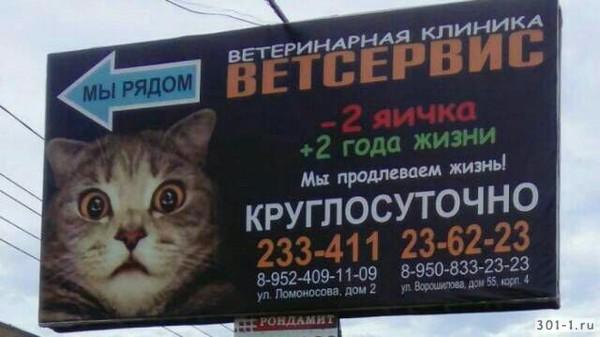 МЫ РЯДОМ
ВЕТЕРИНАРНАЯ КЛИНИКА
ВЕТСЕРВИС
-2 яичка
+2 года жизни
Мы продлеваем жизнь!
КРУГЛОСУТОЧНО
233-411 23-62-23
8-952-409-11-09 8-950-833-23-23
ул. Ломоносова, дом 2 ул. Ворошилова, дом 55, корп. 4
РОНДАМИТ
301-1.ru